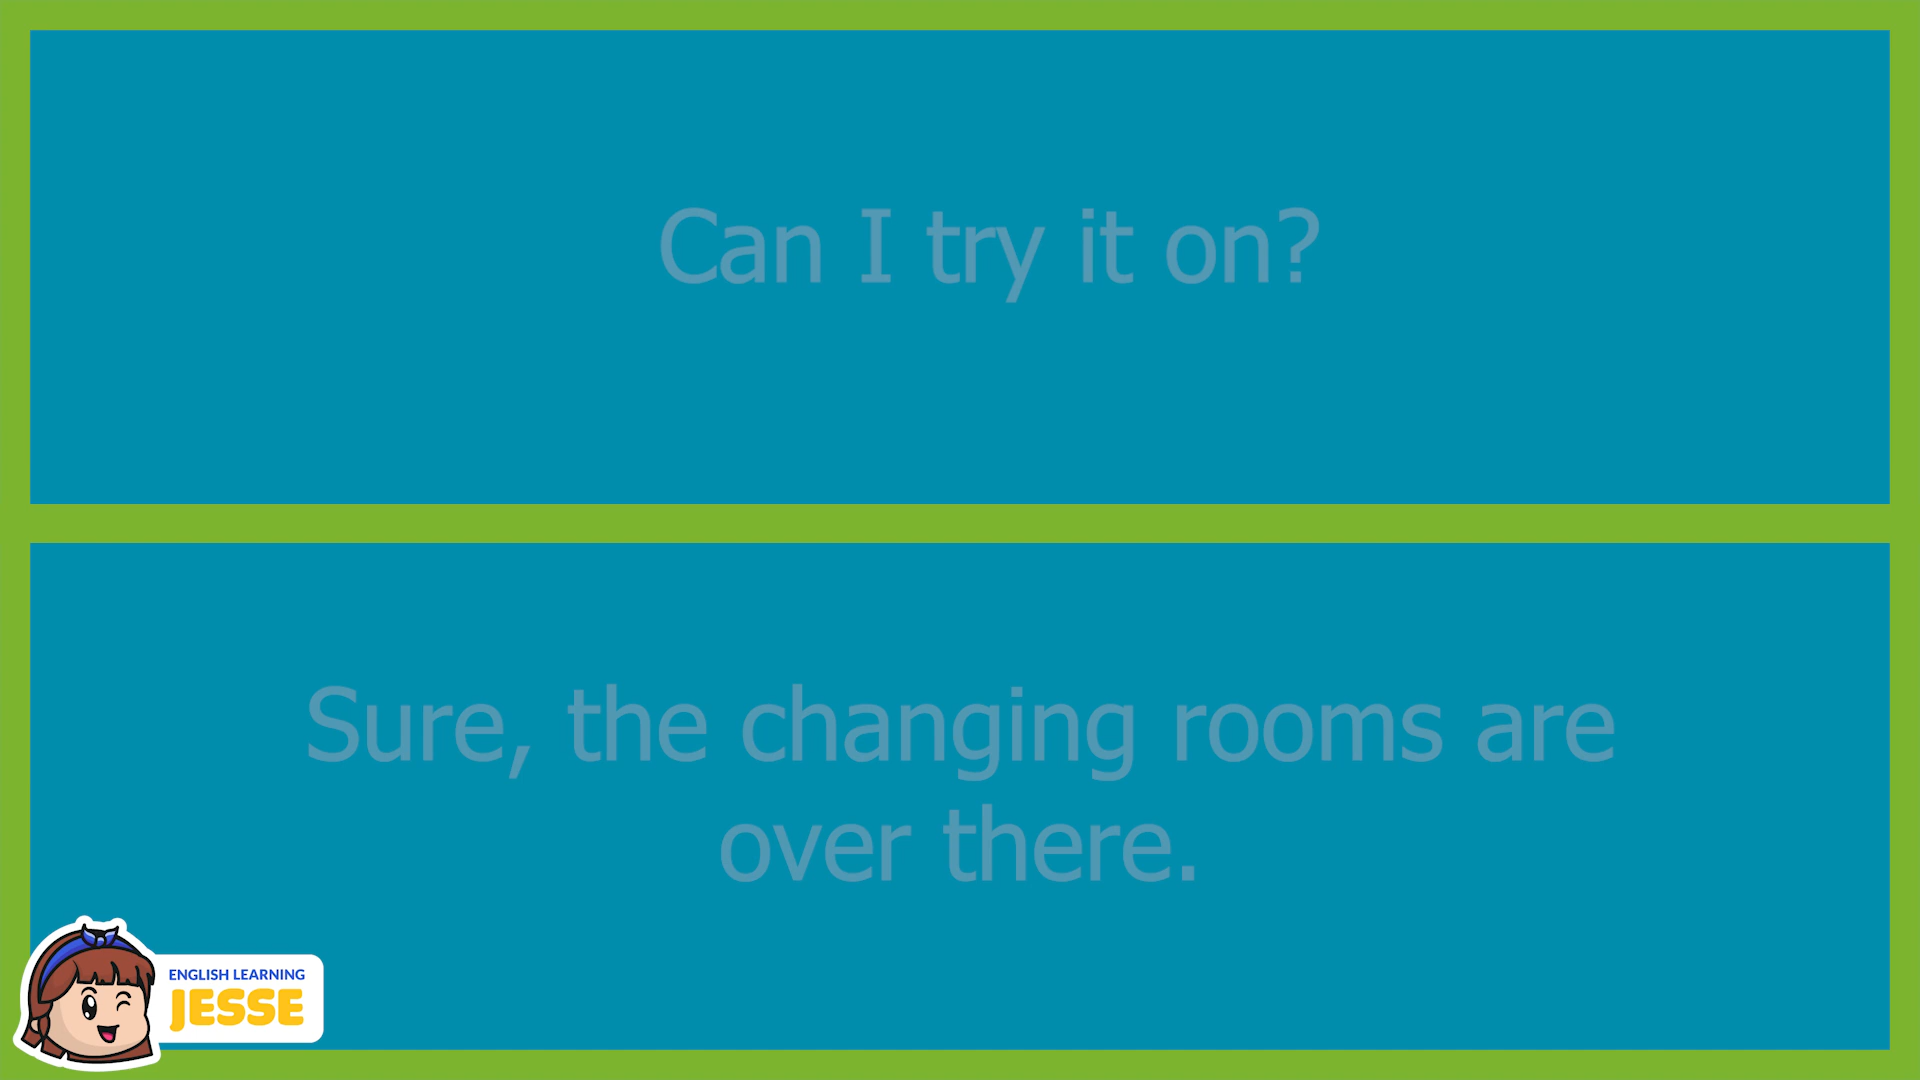 Can I try it on?
Sure, the changing rooms are
over there.
ENGLISH LEARNING
JESSE